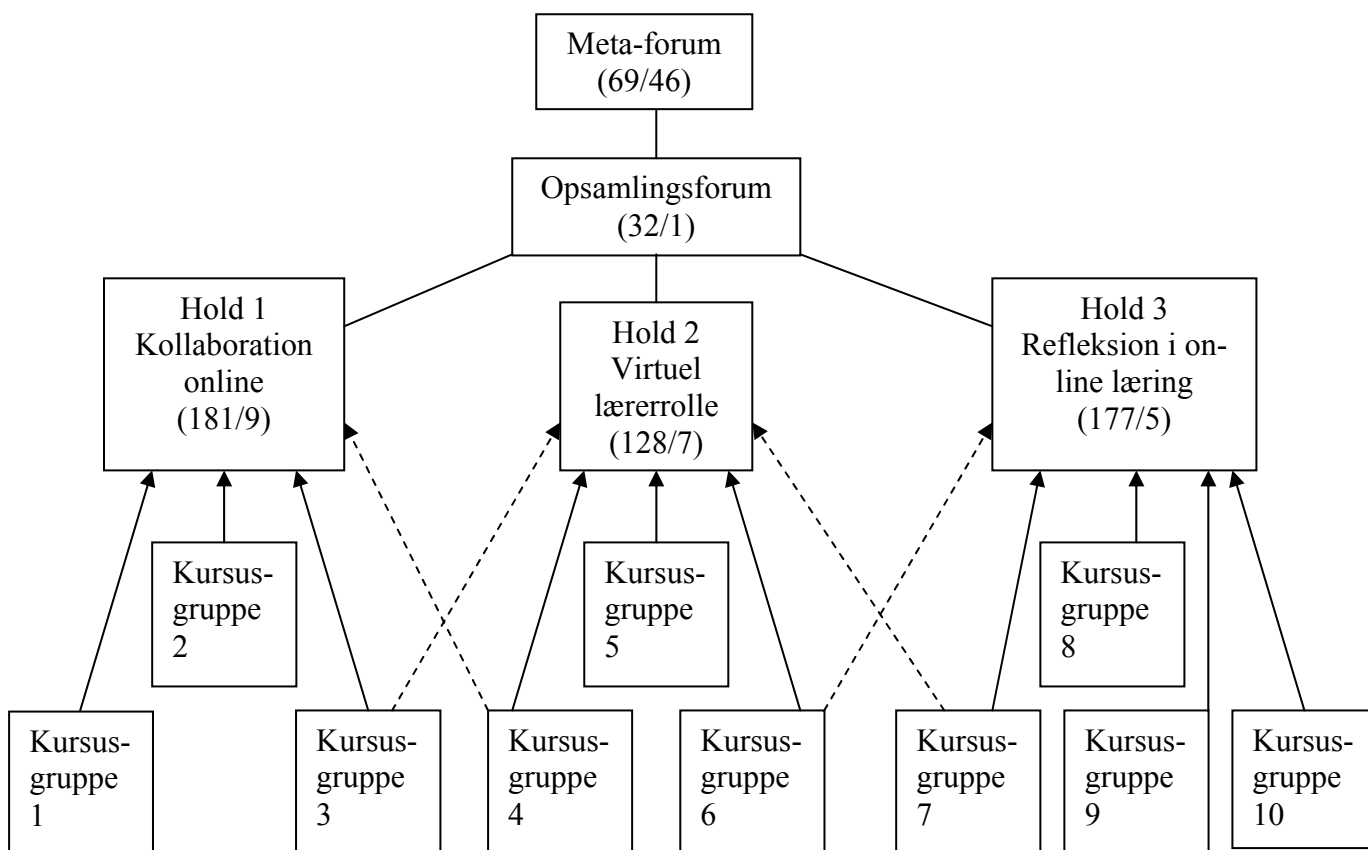 Meta-forum
(69/46)
Opsamlingsforum
(32/1)
Hold 1
Kollaboration
online
(181/9)
Hold 2
Virtuel
lærerrolle
(128/7)
Hold 3
Refleksion i on-
line læring
(177/5)
Kursus-
gruppe
2
Kursus-
gruppe
5
Kursus-
gruppe
8
Kursus-
gruppe
1
Kursus-
gruppe
3
Kursus-
gruppe
4
Kursus-
gruppe
6
Kursus-
gruppe
7
Kursus-
gruppe
9
Kursus-
gruppe
10